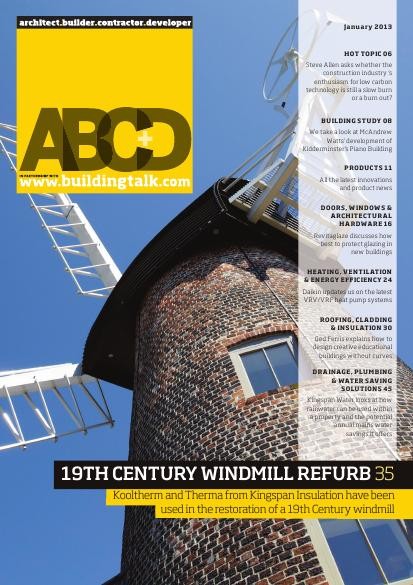 architect.builder.contractor.developer
ABC+D
IN PARTNERSHIP WITH
www.buildingtalk.com
January 2013
HOT TOPIC 06
Steve Allen asks whether the
construction industry's
enthusiasm for low carbon
technology is still a slow burn
or a burn out?
BUILDING STUDY 08
We take a look at McAndrew
Watts' development of
Kidderminster's Piano Building
PRODUCTS 11
All the latest innovations
and product news
DOORS, WINDOWS &
ARCHITECTURAL
HARDWARE 16
Revitaglaze discusses how
best to protect glazing in
new buildings
HEATING, VENTILATION
& ENERGY EFFICIENCY 24
Daikin updates us on the latest
VRV/VRF heat pump systems
ROOFING, CLADDING
& INSULATION 30
Ged Ferris explains how to
design creative educational
buildings without curves
DRAINAGE, PLUMBING
& WATER SAVING
SOLUTIONS 45
Kingspan Water looks at how
rainwater can be used within
a property and the potential
annual mains water
savings it offers
19TH CENTURY WINDMILL REFURB 35
Kooltherm and Therma from Kingspan Insulation have been
used in the restoration of a 19th Century windmill